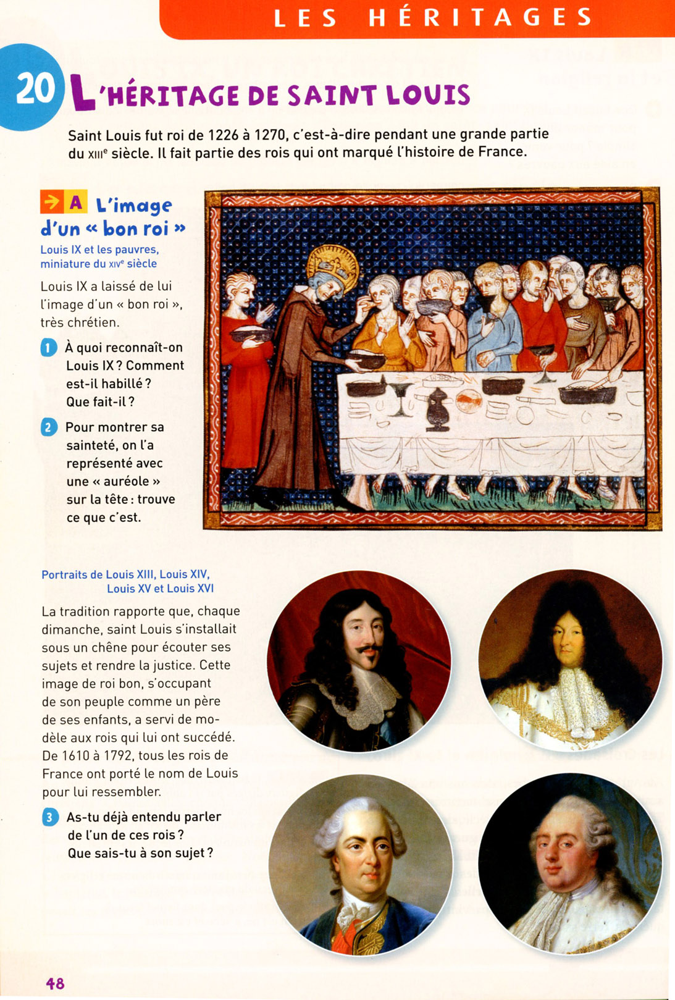 LES HÉRITAGES
20 L'HÉRITAGE DE SAINT LOUIS
Saint Louis fut roi de 1226 à 1270, c'est-à-dire pendant une grande partie
du XIIIe siècle. Il fait partie des rois qui ont marqué l'histoire de France.
→ A L'image
d'un « bon roi »
Louis IX et les pauvres,
miniature du XIVe siècle
Louis IX a laissé de lui
l'image d'un « bon roi »,
très chrétien.
1 À quoi reconnaît-on
Louis IX ? Comment
est-il habillé ?
Que fait-il ?
2 Pour montrer sa
sainteté, on l'a
représenté avec
une « auréole »
sur la tête : trouve
ce que c'est.
Portraits de Louis XIII, Louis XIV,
Louis XV et Louis XVI
La tradition rapporte que, chaque
dimanche, saint Louis s'installait
sous un chêne pour écouter ses
sujets et rendre la justice. Cette
image de roi bon, s'occupant
de son peuple comme un père
de ses enfants, a servi de mo-
dèle aux rois qui lui ont succédé.
De 1610 à 1792, tous les rois de
France ont porté le nom de Louis
pour lui ressembler.
3 As-tu déjà entendu parler
de l'un de ces rois ?
Que sais-tu à son sujet ?
48